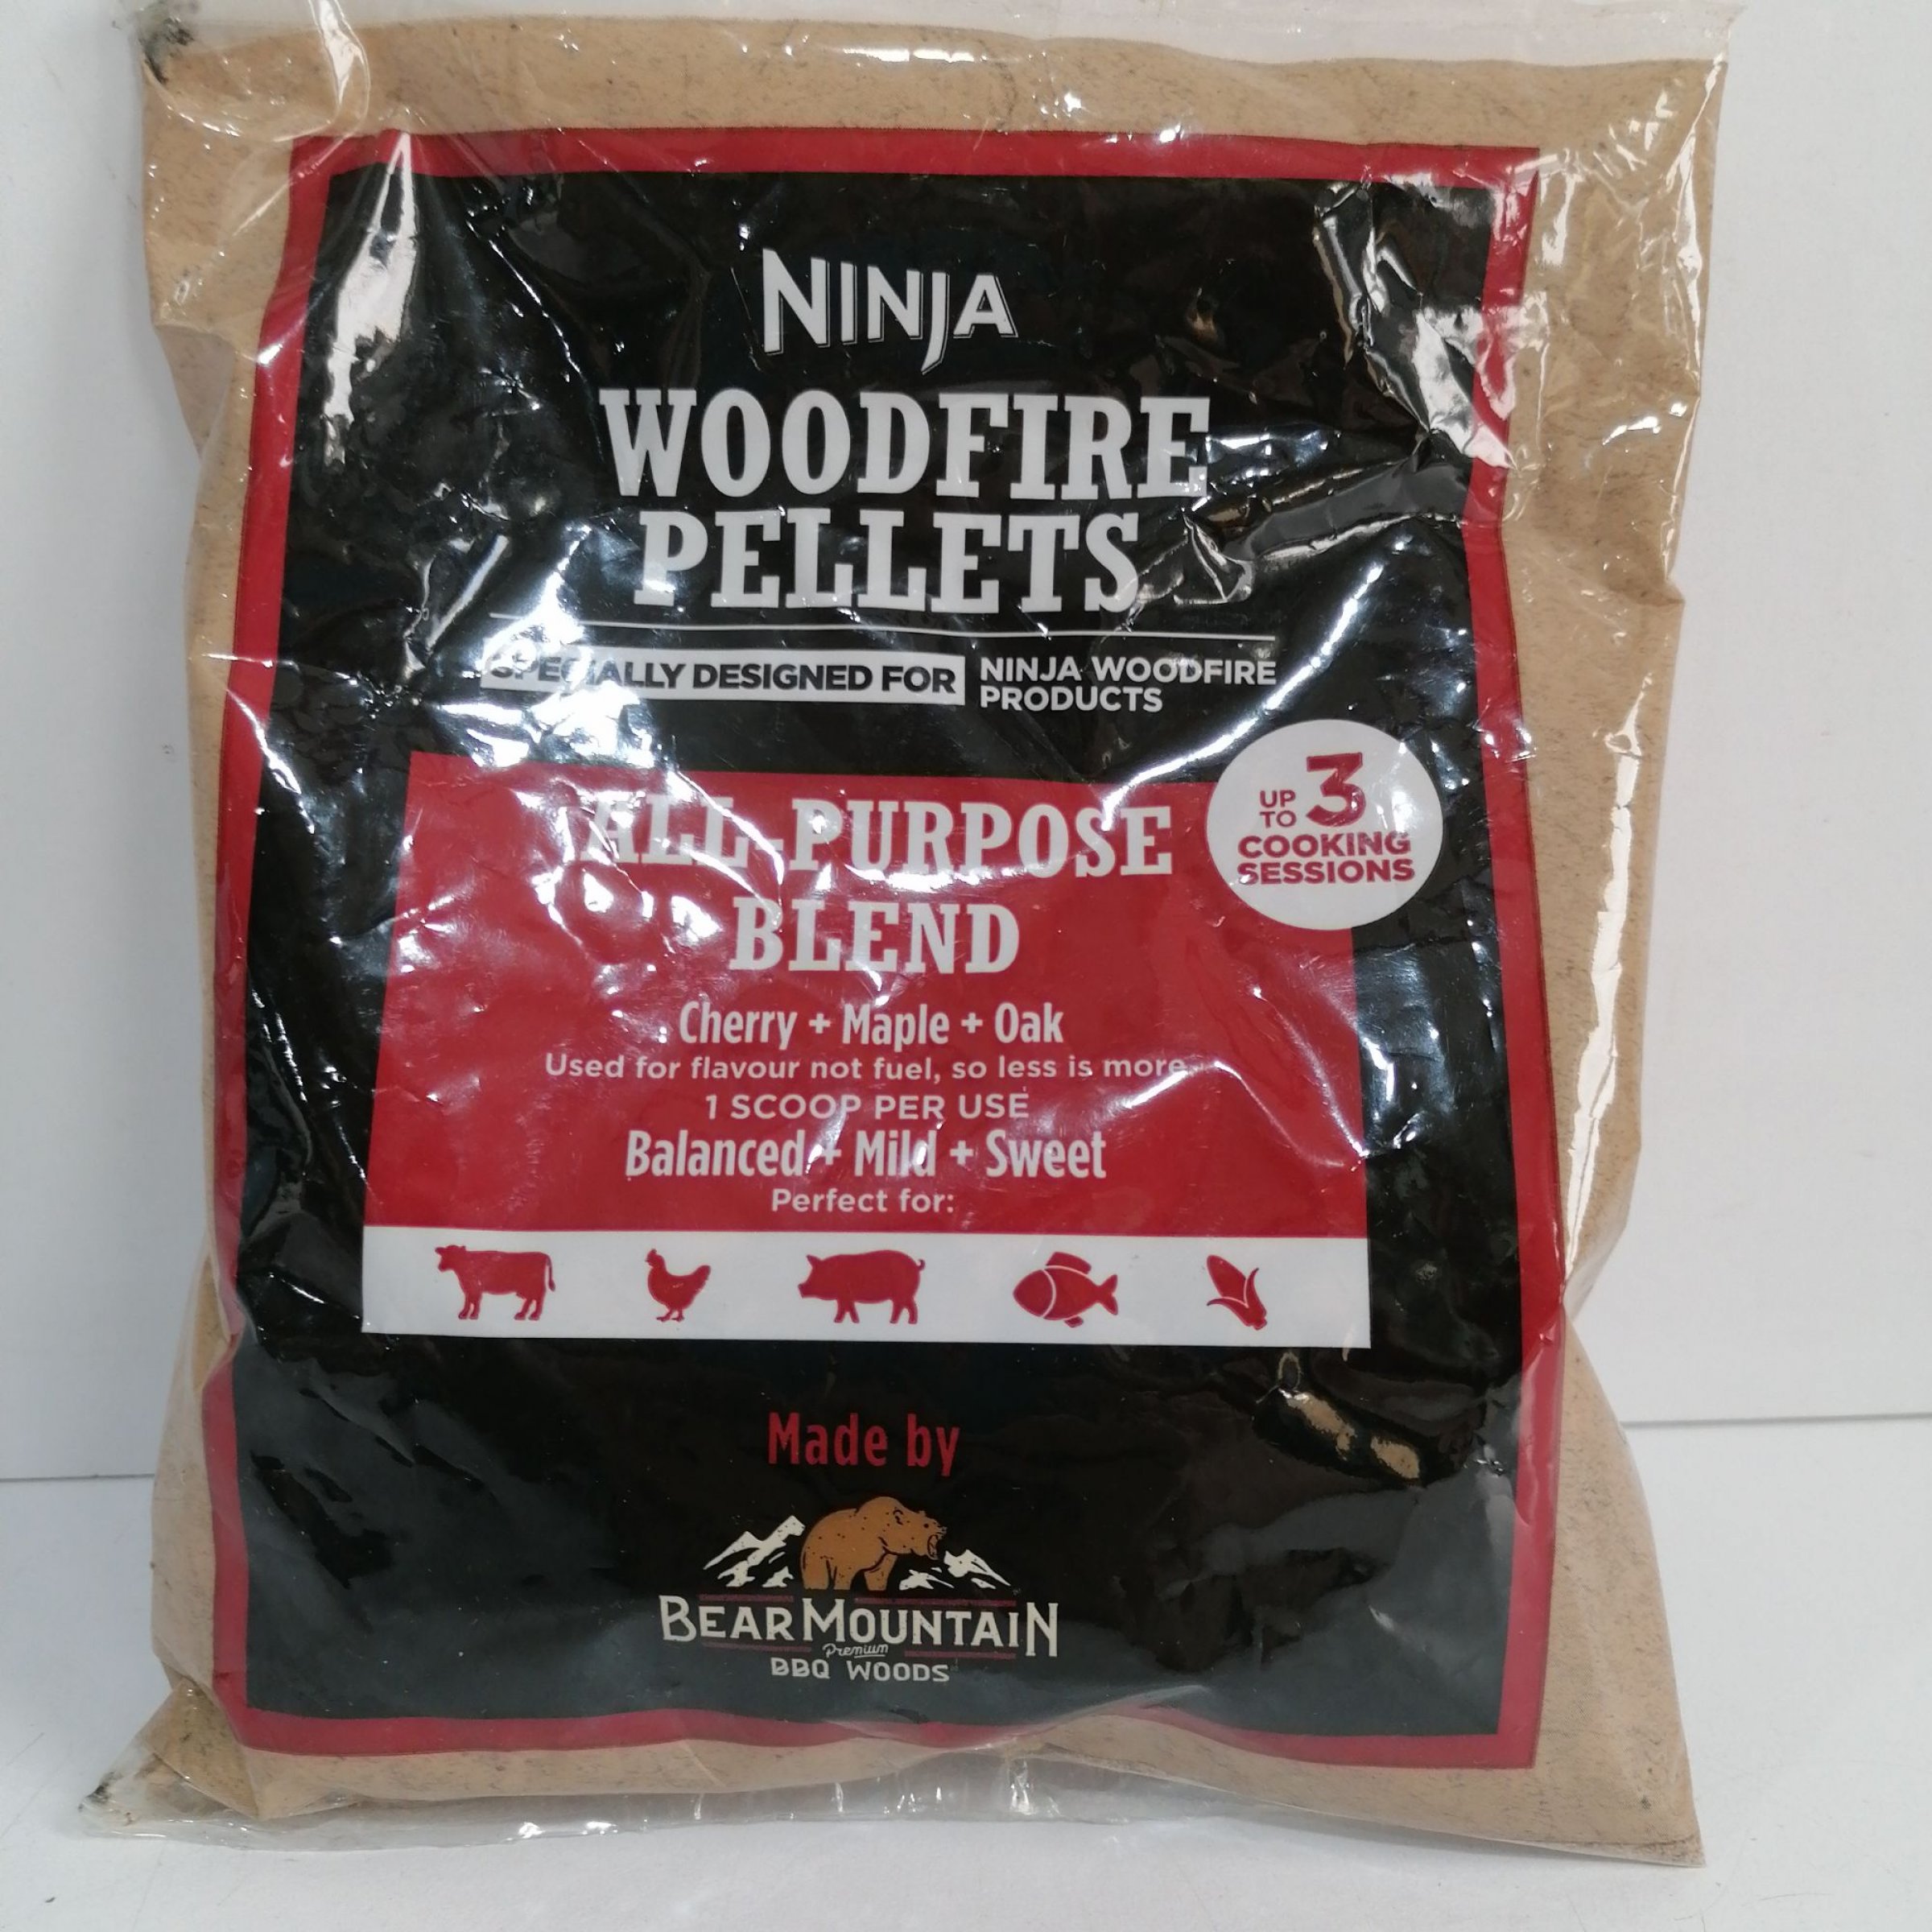 NINJA
WOODFIRE
PELLETS
SPECIALLY DESIGNED FOR NINJA WOODFIRE
PRODUCTS
UP TO 3
COOKING
SESSIONS
ALL-PURPOSE
BLEND
Cherry + Maple + Oak
Used for flavour not fuel, so less is more.
1 SCOOP PER USE
Balanced + Mild + Sweet
Perfect for:
Made by
BEAR MOUNTAIN
Premium
BBQ WOODS